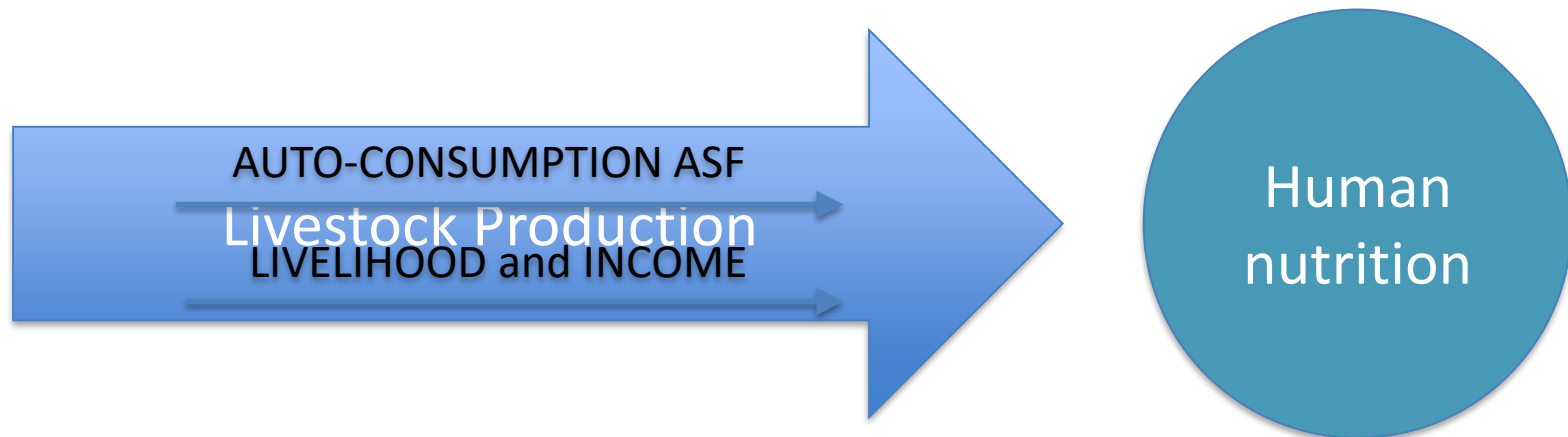 AUTO-CONSUMPTION ASF
Livestock Production
LIVELIHOOD and INCOME
Human
nutrition